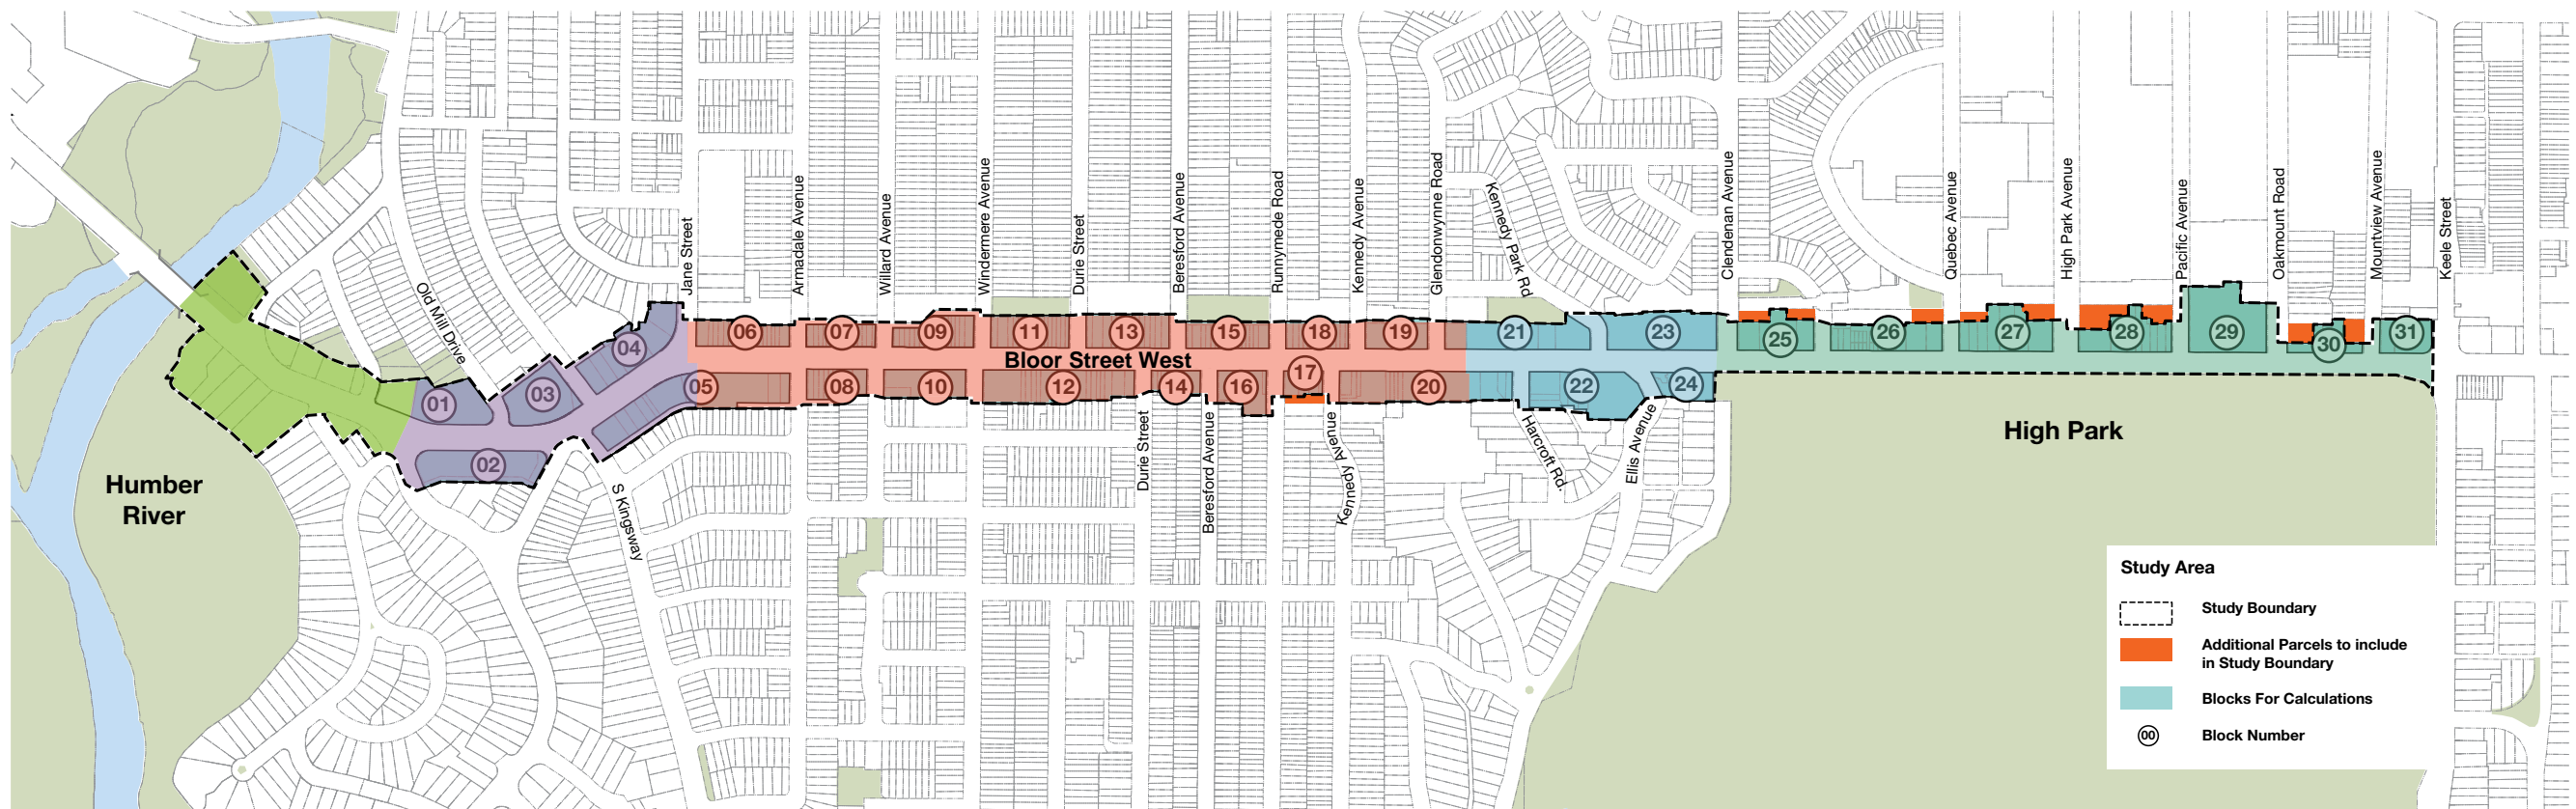 Jane Street
Armadale Avenue
Willard Avenue
Windermere Avenue
Durie Street
Beresford Avenue
Runnymede Road
Kennedy Avenue
Glendonwynne Road
Kennedy Park Rd
Clendenan Avenue
Quebec Avenue
High Park Avenue
Pacific Avenue
Oakmount Road
Mountview Avenue
Keele Street
Old Mill Drive
06
07
09
11
13
15
18
19
21
23
25
26
27
28
29
30
31
04
03
01
02
Bloor Street West
05
08
10
12
14
16
17
20
22
24
Humber
River
S Kingsway
Durie Street
Beresford Avenue
Kennedy Avenue
Harcroft Rd.
Ellis Avenue
High Park
Study Area
Study Boundary
Additional Parcels to include
in Study Boundary
Blocks For Calculations
00 Block Number